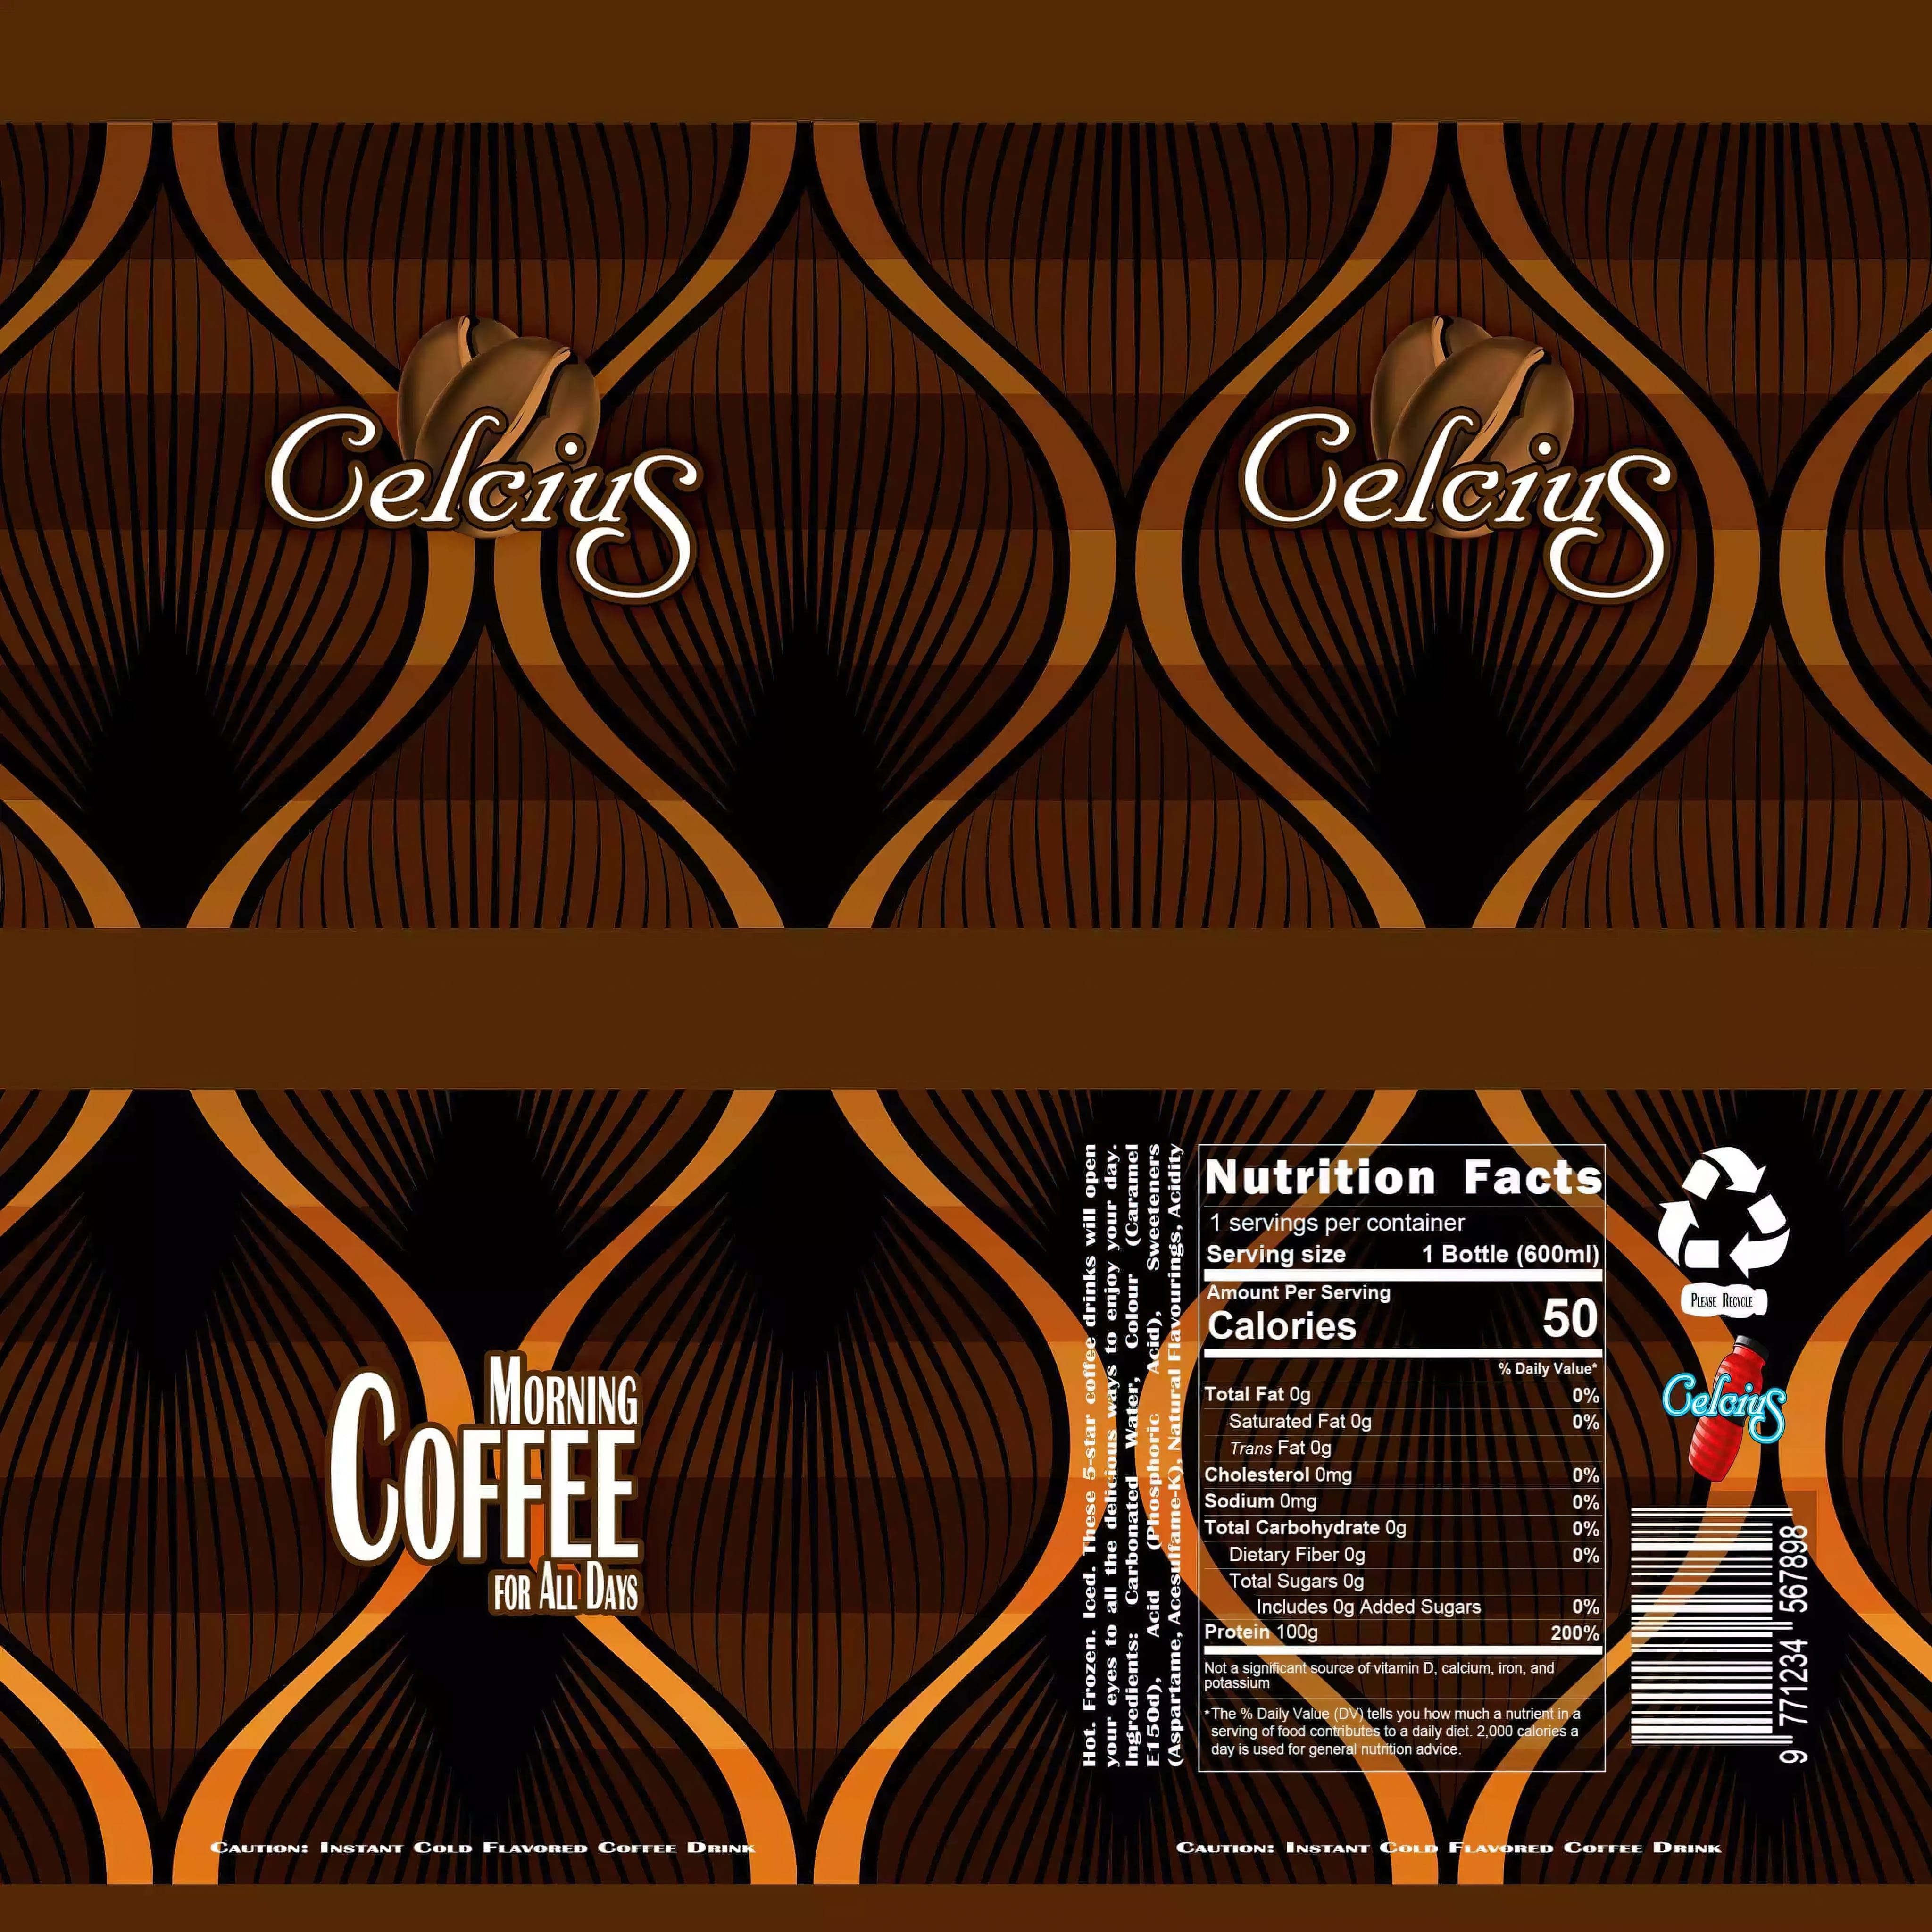 Celcius
Celcius
MORNING
COFFEE
FOR ALL DAYS
CAUTION: INSTANT COLD FLAVORED COFFEE DRINK
Hot. Frozen. Iced. These 5-star coffee drinks will open
your eyes to all the delicious ways to enjoy your day.
Ingredients: Carbonated Water, Colour (Caramel
E150d), Acid (Phosphoric Acid), Sweeteners
(Aspartame, Acesulfame-K), Natural Flavourings, Acidity
Nutrition Facts
1 servings per container
Serving size 1 Bottle (600ml)
Amount Per Serving
Calories 50
% Daily Value*
Total Fat 0g 0%
Saturated Fat 0g 0%
Trans Fat 0g
Cholesterol 0mg 0%
Sodium 0mg 0%
Total Carbohydrate 0g 0%
Dietary Fiber 0g 0%
Total Sugars 0g
Includes 0g Added Sugars 0%
Protein 100g 200%
Not a significant source of vitamin D, calcium, iron, and
potassium
*The % Daily Value (DV) tells you how much a nutrient in a
serving of food contributes to a daily diet. 2,000 calories a
day is used for general nutrition advice.
PLEASE RECYCLE
Celcius
9 771234 567898
CAUTION: INSTANT COLD FLAVORED COFFEE DRINK